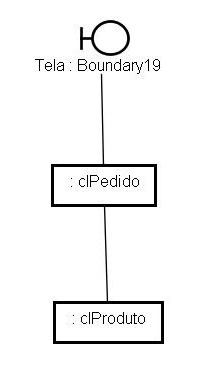 Tela : Boundary19
: clPedido
: clProduto